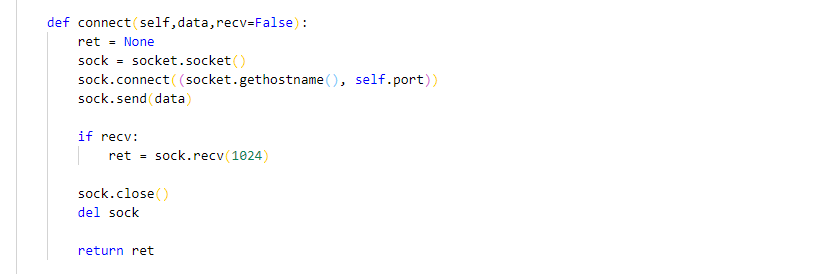 def connect(self,data,recv=False):
ret = None
sock = socket.socket()
sock.connect((socket.gethostname(), self.port))
sock.send(data)
if recv:
ret = sock.recv(1024)
sock.close()
del sock
return ret